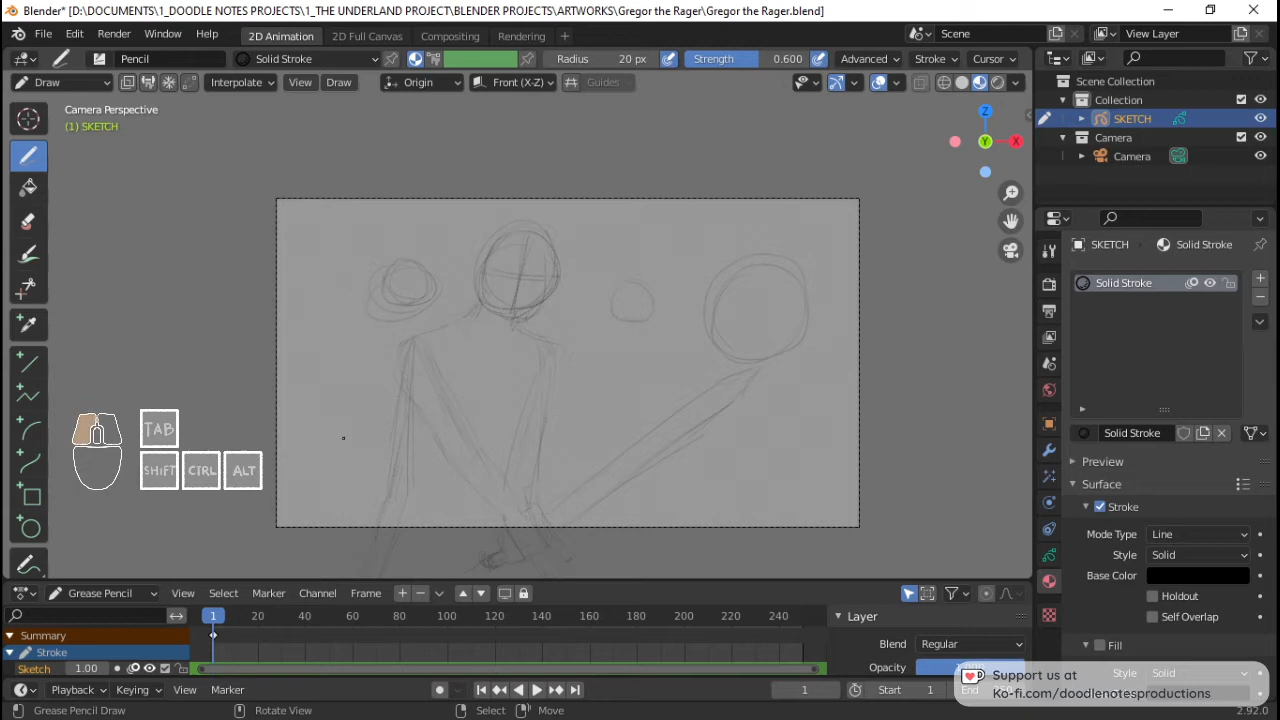 Blender* [D:\DOCUMENTS\1_DOODLE NOTES PROJECTS\1_THE UNDERLAND PROJECT\BLENDER PROJECTS\ARTWORKS\Gregor the Rager\Gregor the Rager.blend]
File Edit Render Window Help 2D Animation 2D Full Canvas Compositing Rendering Scene View Layer
Pencil Solid Stroke Radius 20 px Strength 0.600 Advanced Stroke Cursor
Draw Interpolate View Draw Origin Front (X-Z) Guides
Scene Collection
Collection
SKETCH
Camera
Camera
Camera Perspective
(1) SKETCH
Z
Y
X
SKETCH Solid Stroke
Solid Stroke
TAB
SHIFT CTRL ALT
Solid Stroke
Preview
Surface
Stroke
Mode Type Line
Style Solid
Base Color
Holdout
Self Overlap
Fill
Style Solid
Grease Pencil View Select Marker Channel Frame
1 20 40 60 80 100 120 140 160 180 200 220 240
Summary
Stroke
Sketch 1.00
Layer
Blend Regular
Opacity
Playback Keying View Marker 1 Start 1 End
Support us at
Ko-fi.com/doodlenotesproductions
Grease Pencil Draw Rotate View Select Move 2.92.0